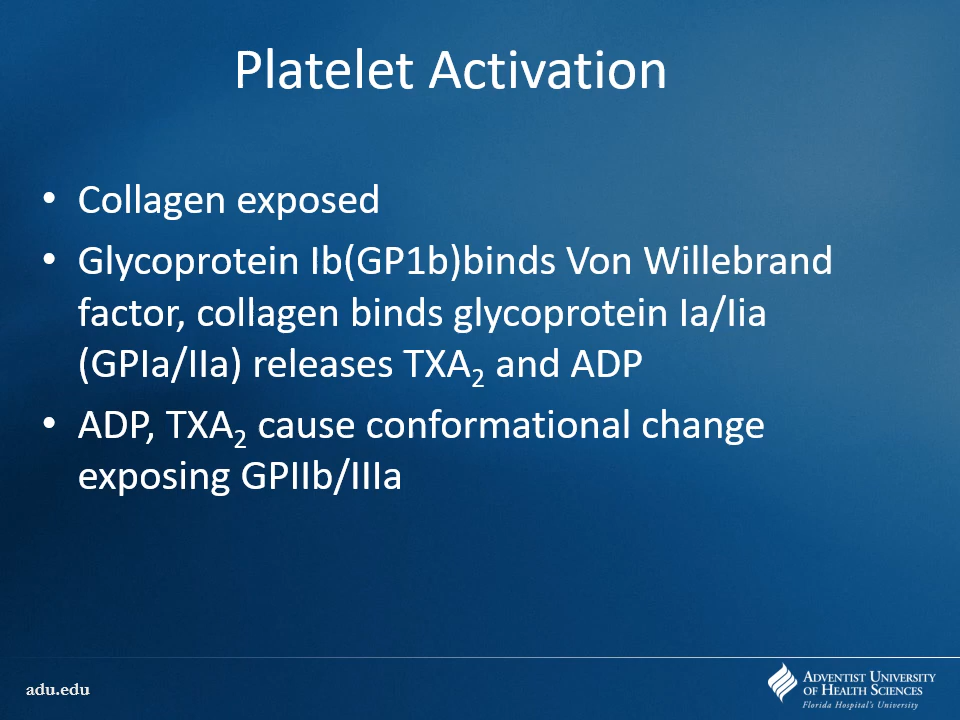 Platelet Activation
• Collagen exposed
• Glycoprotein Ib(GP1b)binds Von Willebrand
factor, collagen binds glycoprotein Ia/Iia
(GPIa/IIa) releases TXA₂ and ADP
• ADP, TXA₂ cause conformational change
exposing GPIIb/IIIa
adu.edu
ADVENTIST UNIVERSITY
OF HEALTH SCIENCES
Florida Hospital's University